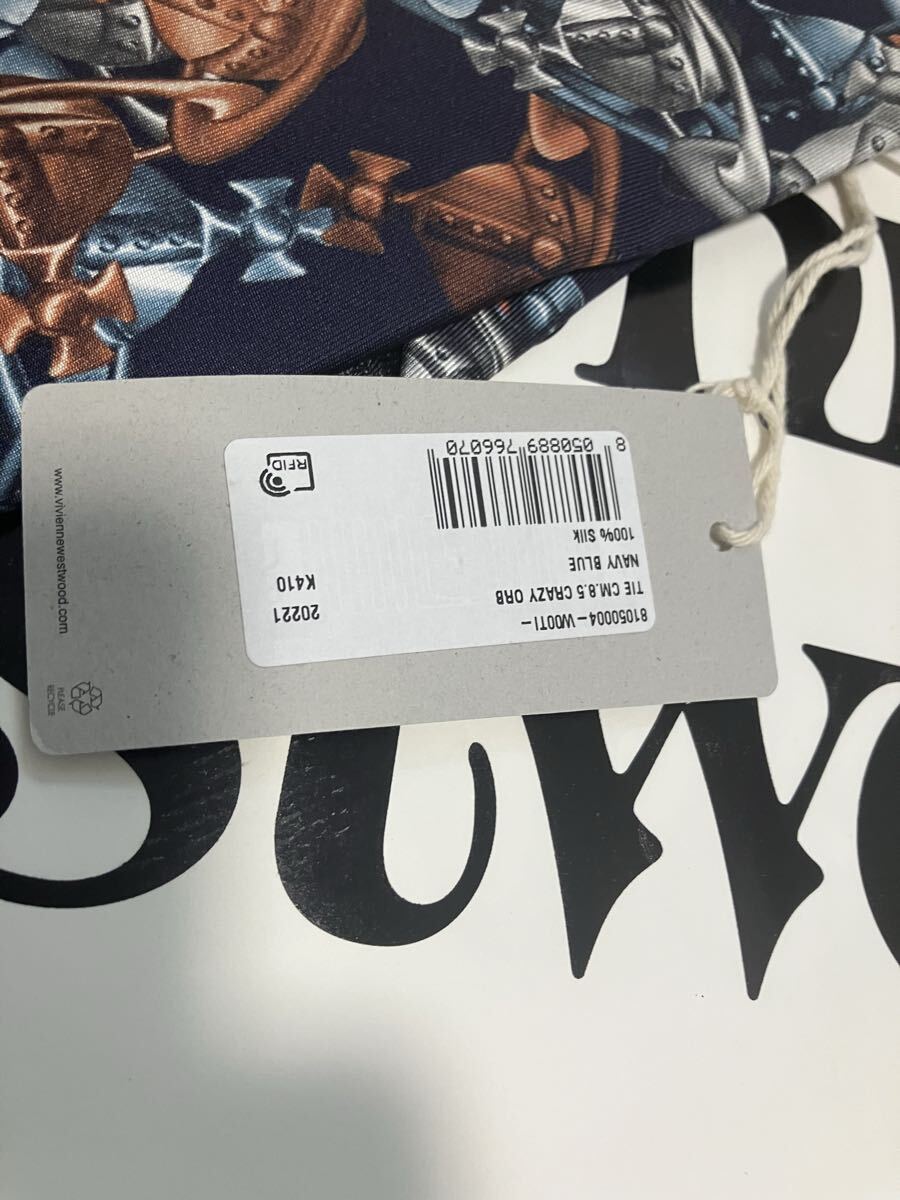 81050004-W00TI-
TIE CM.8.5 CRAZY ORB
NAVY BLUE
100% Silk
20221
K410
8 050889 766070
RFID
www.viviennewestwood.com
PLEASE
RECYCLE
stw